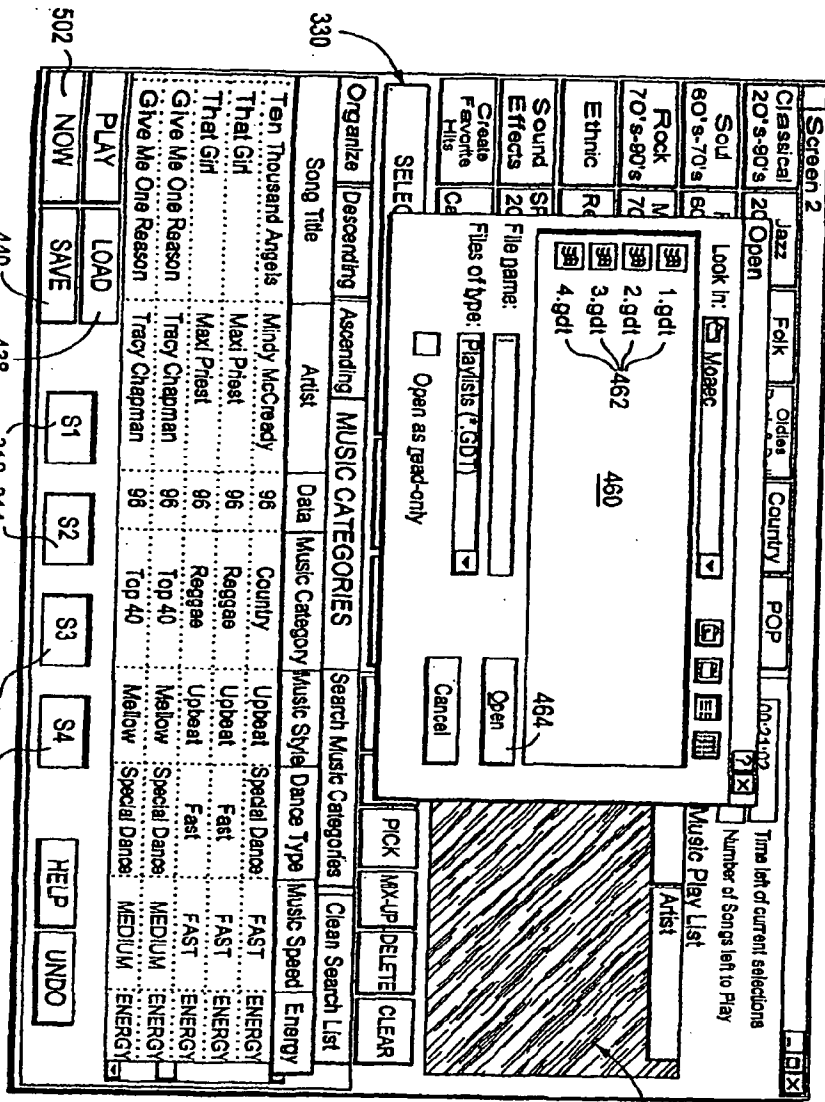 Screen 2
Classical
20's-90's
Jazz
Folk
Oldies
Country
POP
00:21:02
Time left of current selections
Number of Songs left to Play
Soul
60's-70's
Rock
70's-90's
Ethnic
Sound
Effects
Create
Favorite
Hits
Open
Look in:
Moaec
1.gdt
2.gdt
3.gdt
4.gdt
462
460
File name:
Open
464
Files of type:
Playlists (*.GDT)
Cancel
Open as read-only
Music Play List
Artist
330
SELEC
PICK
MIX-UP
DELETE
CLEAR
Organize
Descending
Ascending
MUSIC CATEGORIES
Search Music Categories
Clean Search List
Song Title
Artist
Data
Music Category
Music Style
Dance Type
Music Speed
Energy
Ten Thousand Angels Mindy McCready 96 Country Upbeat Special Dance FAST ENERGY
That Girl Maxi Priest 96 Reggae Upbeat Fast FAST ENERGY
That Girl Maxi Priest 96 Reggae Upbeat Fast FAST ENERGY
Give Me One Reason Tracy Chapman 96 Top 40 Mellow Special Dance MEDIUM ENERGY
Give Me One Reason Tracy Chapman 96 Top 40 Mellow Special Dance MEDIUM ENERGY
PLAY
LOAD
NOW
SAVE
S1
S2
S3
S4
HELP
UNDO
502